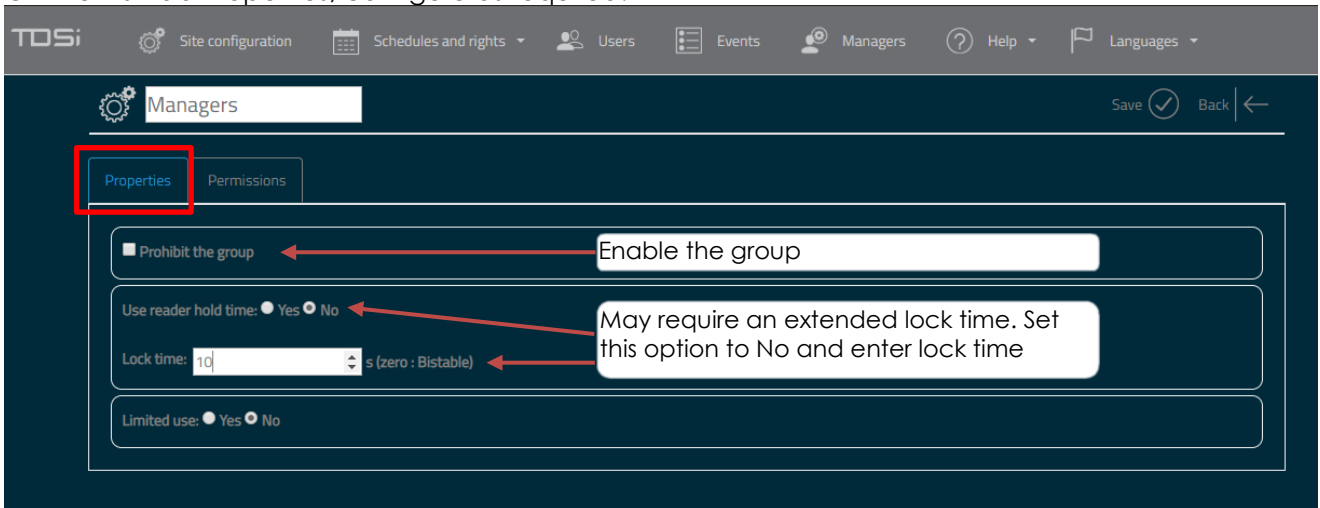 TDSi Site configuration Schedules and rights Users Events Managers Help Languages
Managers Save Back
Properties Permissions
Prohibit the group Enable the group
Use reader hold time: Yes No
May require an extended lock time. Set
this option to No and enter lock time
Lock time: 10 s (zero : Bistable)
Limited use: Yes No